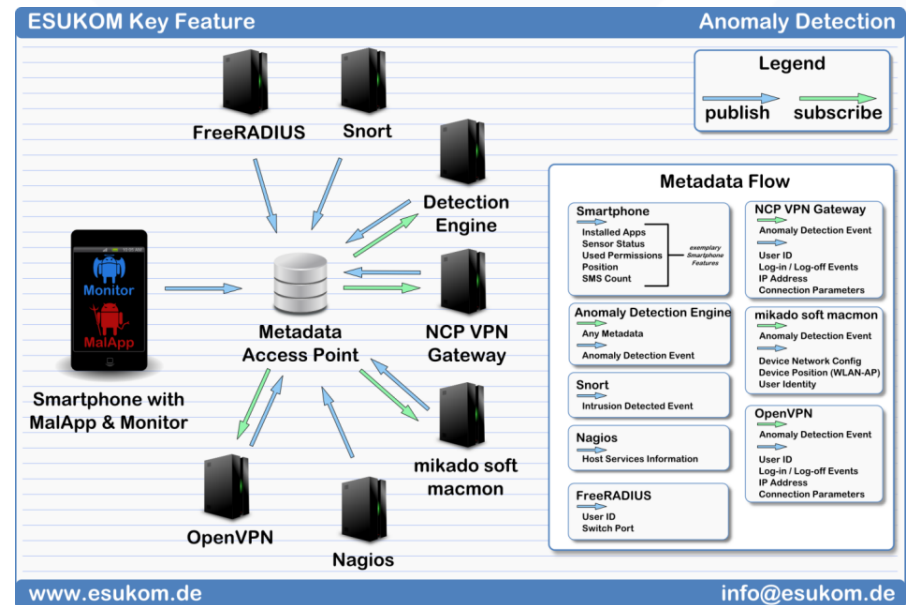 ESUKOM Key Feature
Anomaly Detection
Legend
publish
subscribe
FreeRADIUS
Snort
Detection
Engine
Monitor
MalApp
Smartphone with
MalApp & Monitor
Metadata
Access Point
NCP VPN
Gateway
mikado soft
macmon
OpenVPN
Nagios
Metadata Flow
Smartphone
Installed Apps
Sensor Status
Used Permissions
Position
SMS Count
exemplary
Smartphone
Features
Anomaly Detection Engine
Any Metadata
Anomaly Detection Event
Snort
Intrusion Detected Event
Nagios
Host Services Information
FreeRADIUS
User ID
Switch Port
NCP VPN Gateway
Anomaly Detection Event
User ID
Log-in / Log-off Events
IP Address
Connection Parameters
mikado soft macmon
Anomaly Detection Event
Device Network Config
Device Position (WLAN-AP)
User Identity
OpenVPN
Anomaly Detection Event
User ID
Log-in / Log-off Events
IP Address
Connection Parameters
www.esukom.de
info@esukom.de